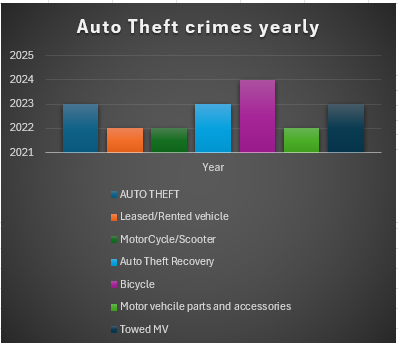 Auto Theft crimes yearly
2025
2024
2023
2022
2021
Year
AUTO THEFT
Leased/Rented vehicle
MotorCycle/Scooter
Auto Theft Recovery
Bicycle
Motor vehcile parts and accessories
Towed MV